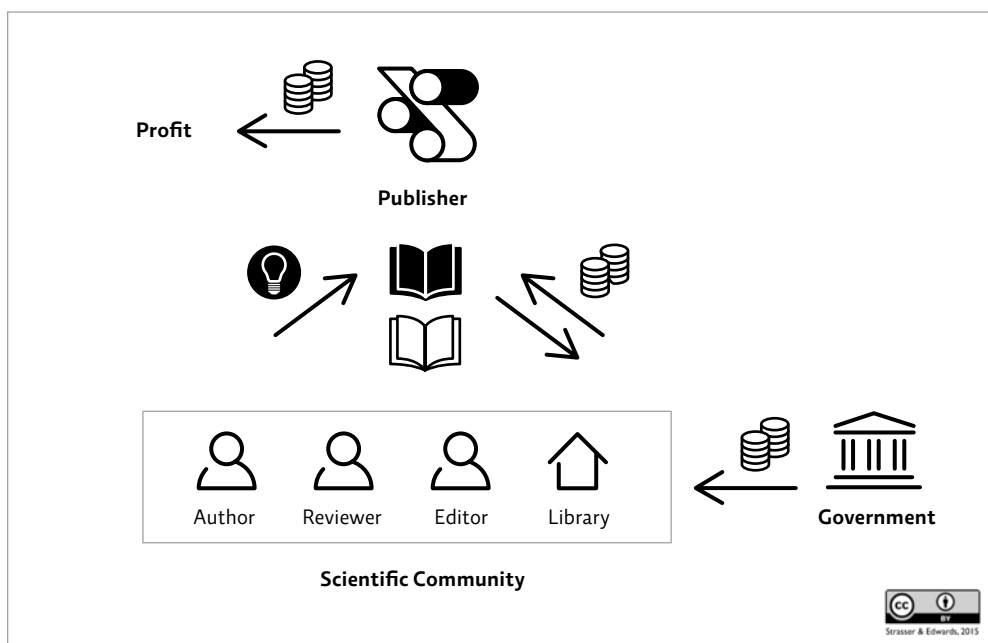 Profit
Publisher
Author Reviewer Editor Library
Government
Scientific Community
cc
BY
Strasser & Edwards, 2015